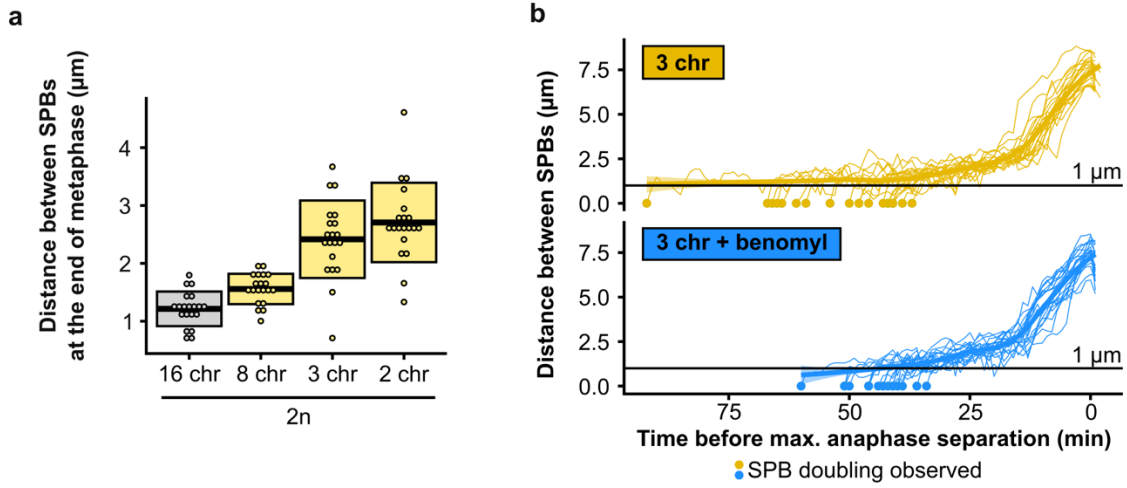 a
Distance between SPBs
at the end of metaphase (μm)
4
3
2
1
16 chr
8 chr
3 chr
2 chr
2n
b
Distance between SPBs (μm)
3 chr
7.5
5.0
2.5
0.0
1 μm
3 chr + benomyl
7.5
5.0
2.5
0.0
1 μm
75
50
25
0
Time before max. anaphase separation (min)
SPB doubling observed